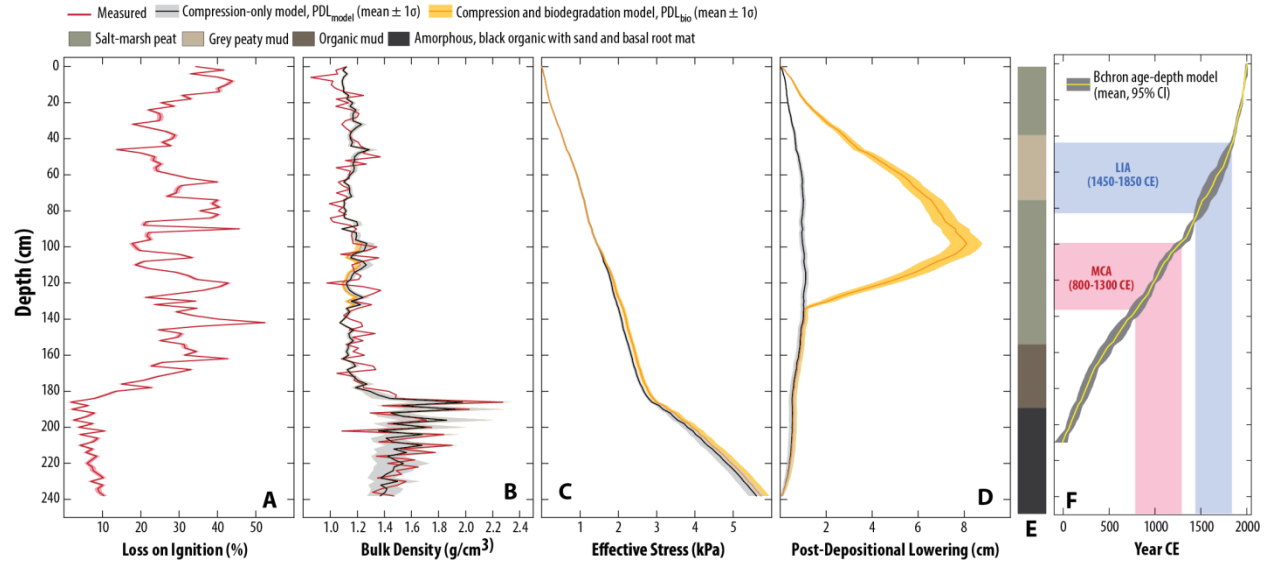 Measured
Compression-only model, PDLmodel (mean ± 1σ)
Compression and biodegradation model, PDLbio (mean ± 1σ)
Salt-marsh peat
Grey peaty mud
Organic mud
Amorphous, black organic with sand and basal root mat
Depth (cm)
0
20
40
60
80
100
120
140
160
180
200
220
240
A
10
20
30
40
50
Loss on Ignition (%)
B
1.0
1.2
1.4
1.6
1.8
2.0
2.2
2.4
Bulk Density (g/cm³)
C
1
2
3
4
5
Effective Stress (kPa)
D
2
4
6
8
Post-Depositional Lowering (cm)
E
Bchron age-depth model
(mean, 95% CI)
LIA
(1450-1850 CE)
MCA
(800-1300 CE)
F
0
500
1000
1500
2000
Year CE